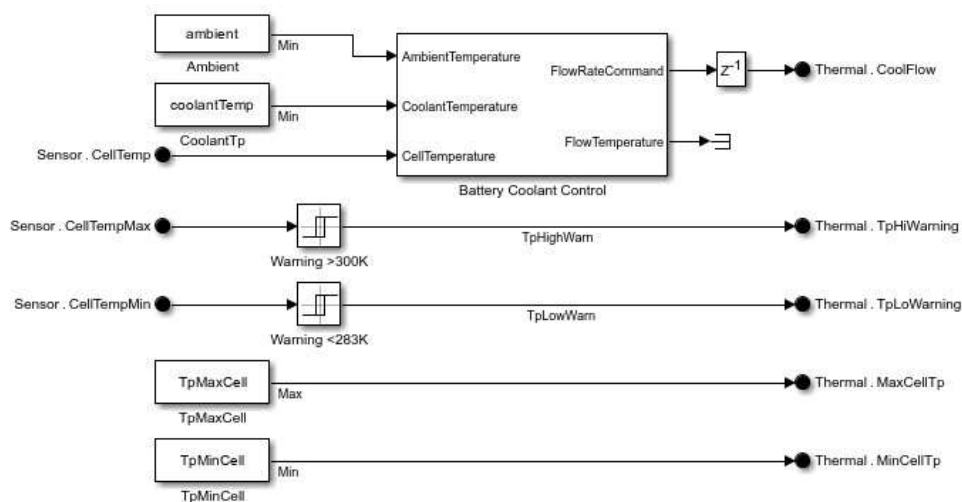 ambient
Min
Ambient
AmbientTemperature
FlowRateCommand
Z-1
Thermal . CoolFlow
coolantTemp
Min
CoolantTp
CoolantTemperature
Sensor . CellTemp
CellTemperature
FlowTemperature
Battery Coolant Control
Sensor . CellTempMax
TpHighWarn
Thermal . TpHiWarning
Warning >300K
Sensor . CellTempMin
TpLowWarn
Thermal . TpLoWarning
Warning <283K
TpMaxCell
Max
TpMaxCell
Thermal . MaxCellTp
TpMinCell
Min
TpMinCell
Thermal . MinCellTp